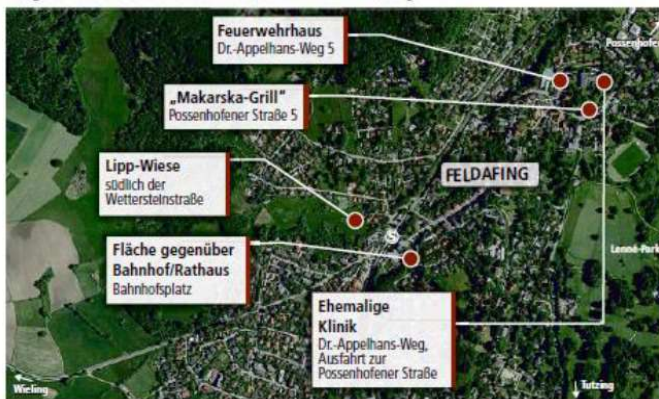 Feuerwehrhaus
Dr.-Appelhans-Weg 5
Possenhofen
„Makarska-Grill“
Possenhofener Straße 5
Lipp-Wiese
südlich der
Wettersteinstraße
FELDAFING
S
Fläche gegenüber
Bahnhof/Rathaus
Bahnhofsplatz
Lenné-Park
Ehemalige
Klinik
Dr.-Appelhans-Weg,
Ausfahrt zur
Possenhofener Straße
Wieling
Tutzing